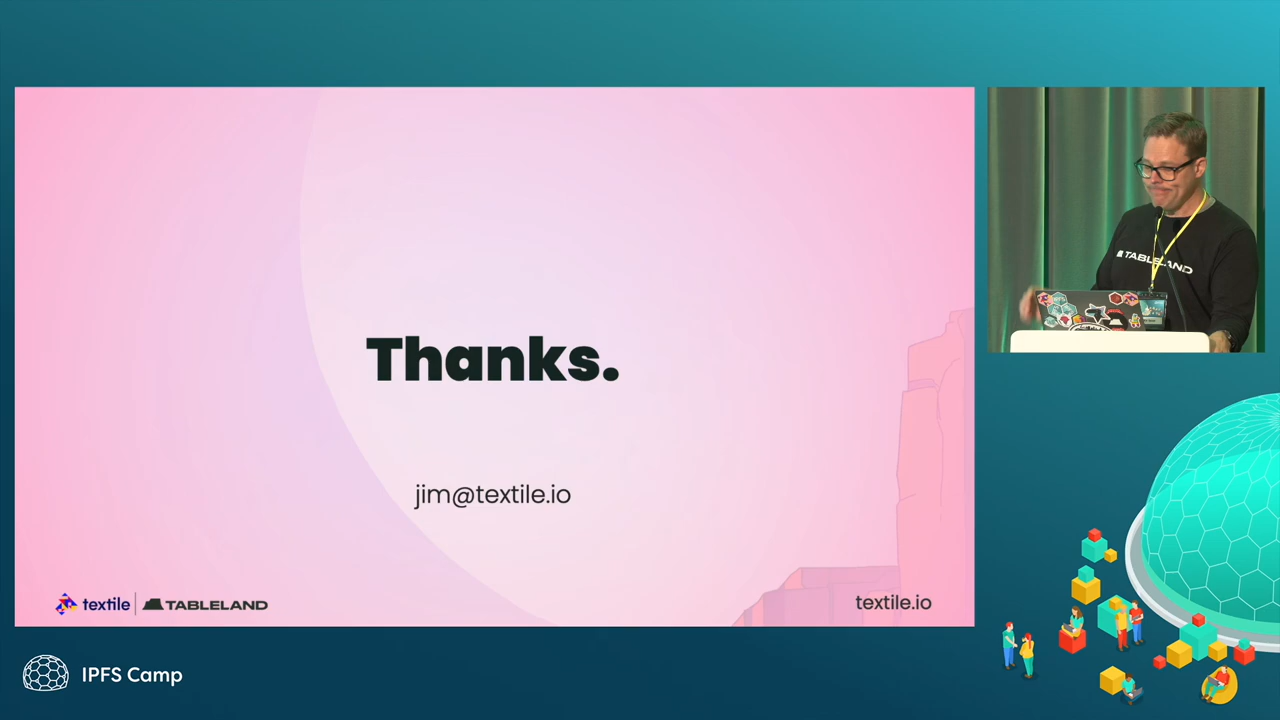 Thanks.
jim@textile.io
textile
TABLELAND
textile.io
TABLELAND
IPFS Camp